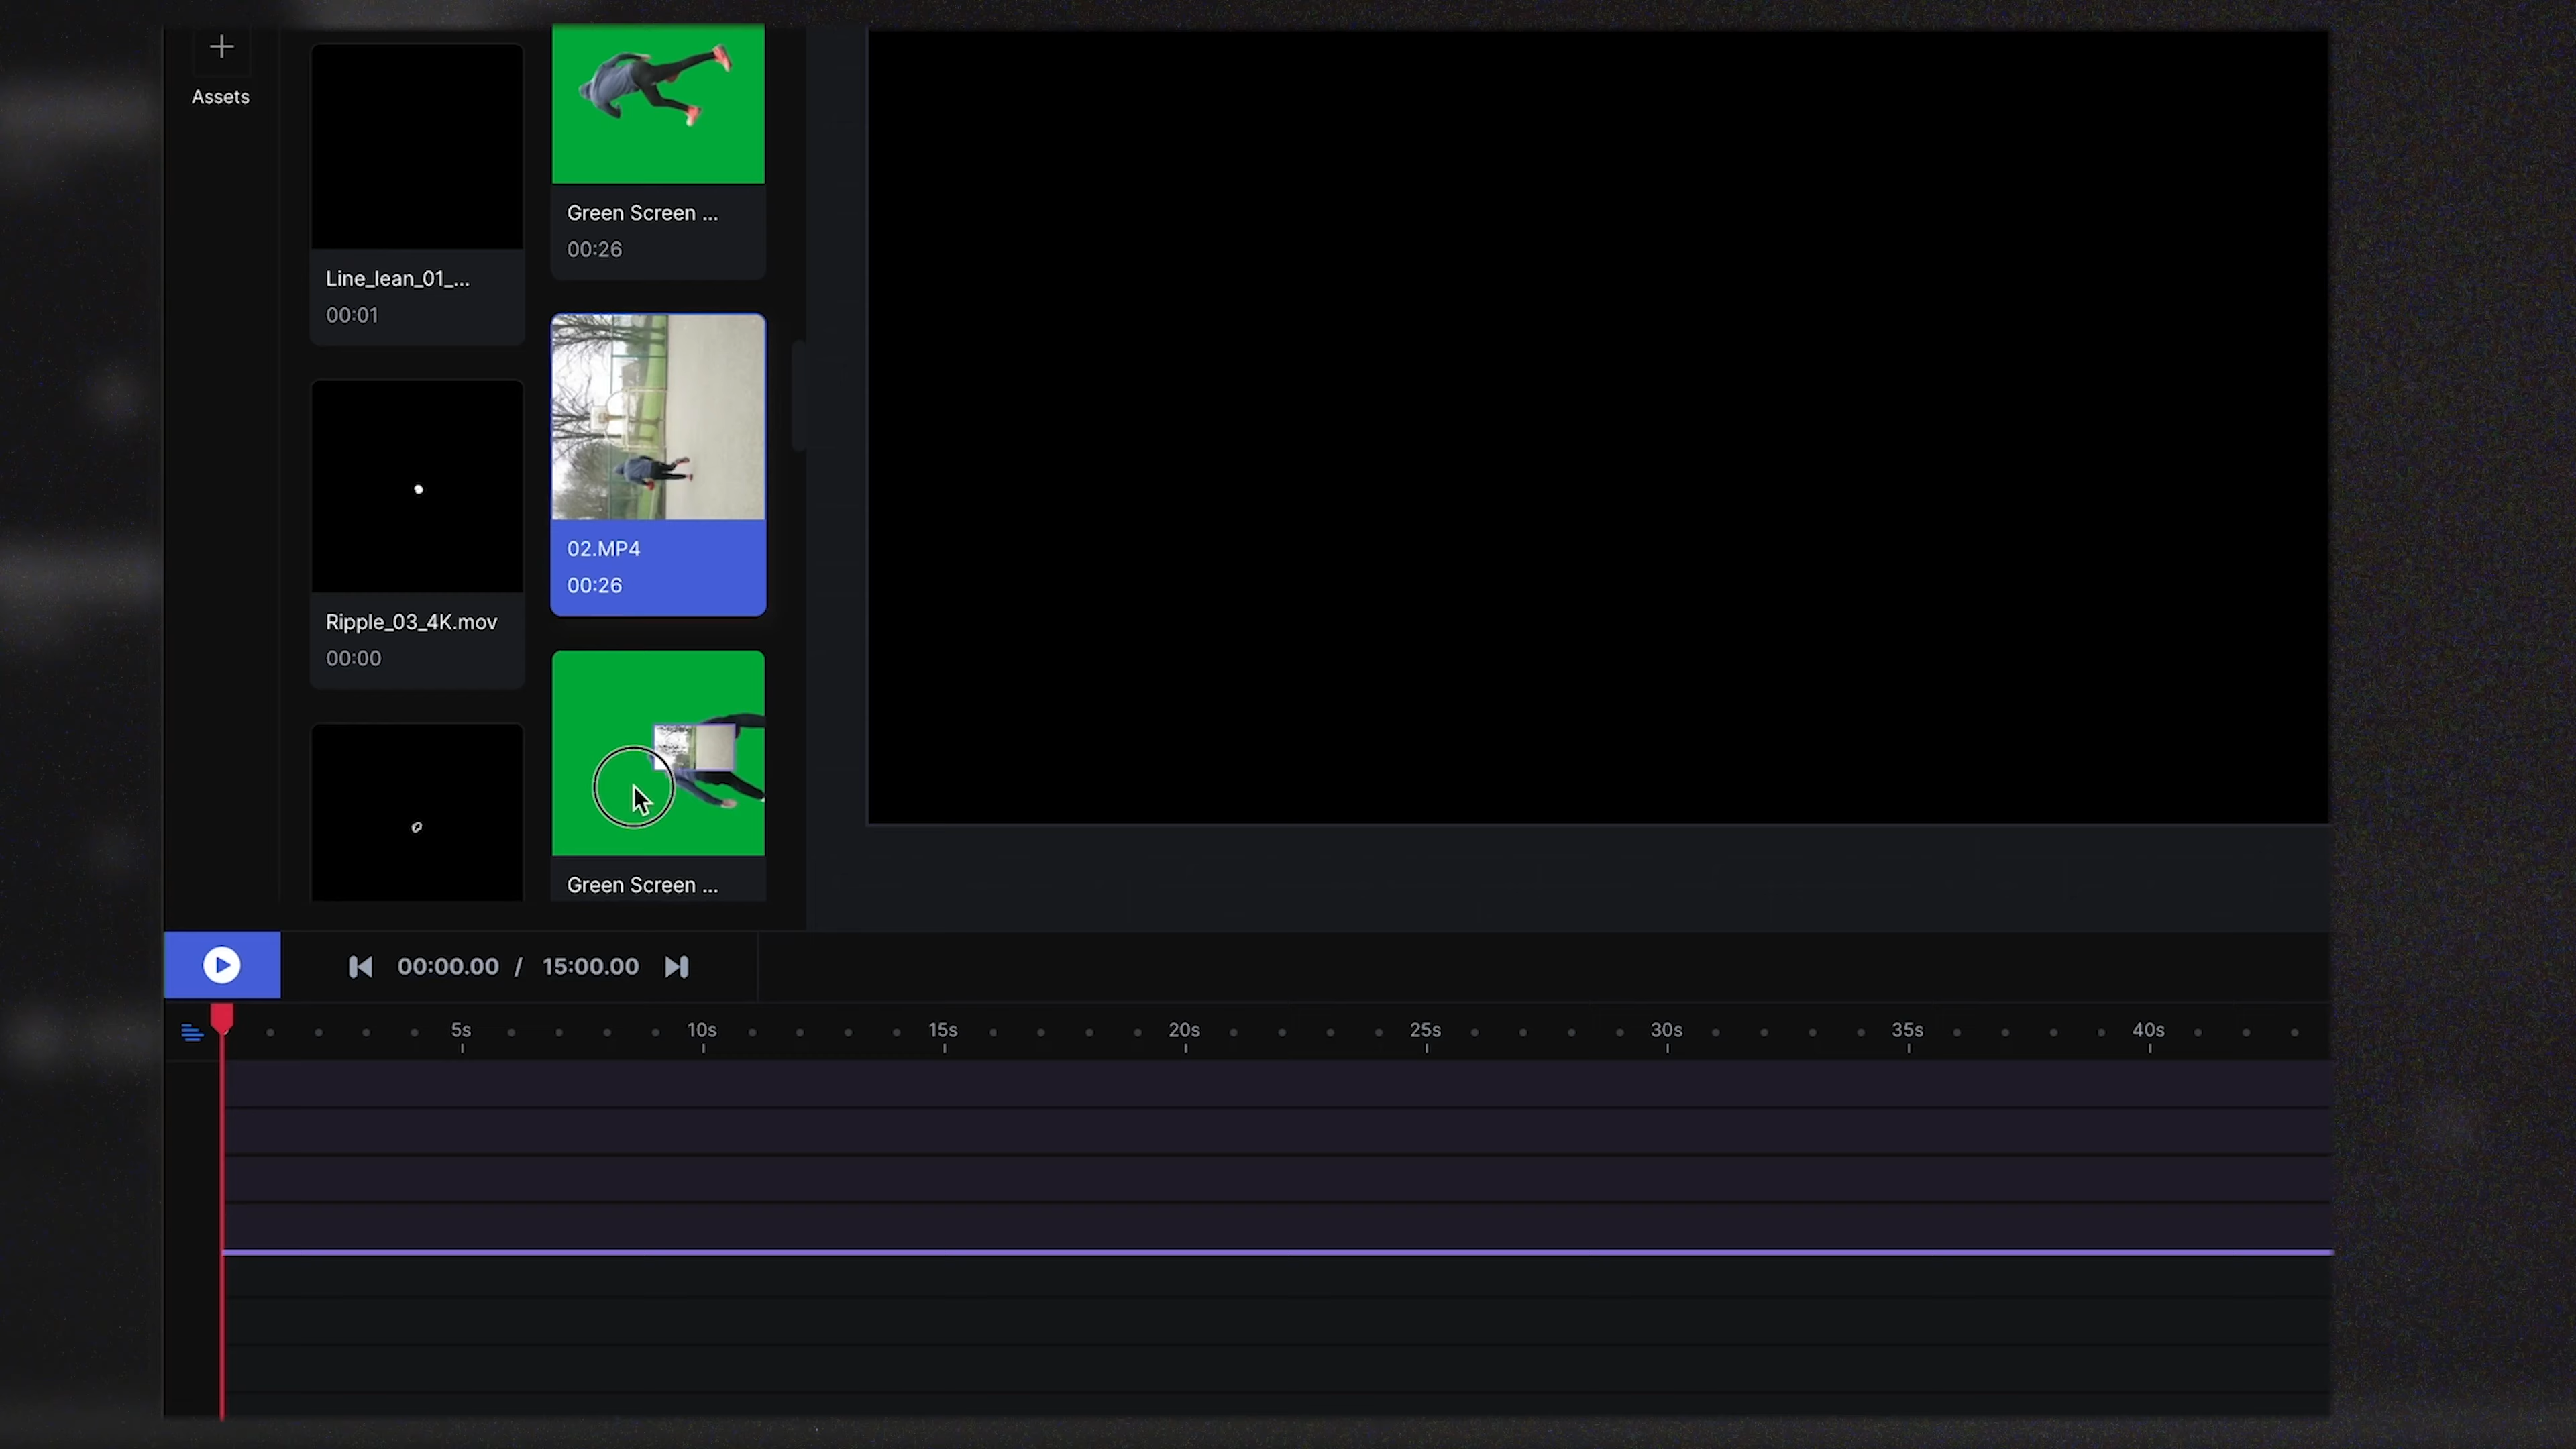 Assets
Line_lean_01_...
00:01
Ripple_03_4K.mov
00:00
Green Screen ...
00:26
02.MP4
00:26
Green Screen ...
00:00.00 / 15:00.00
5s 10s 15s 20s 25s 30s 35s 40s